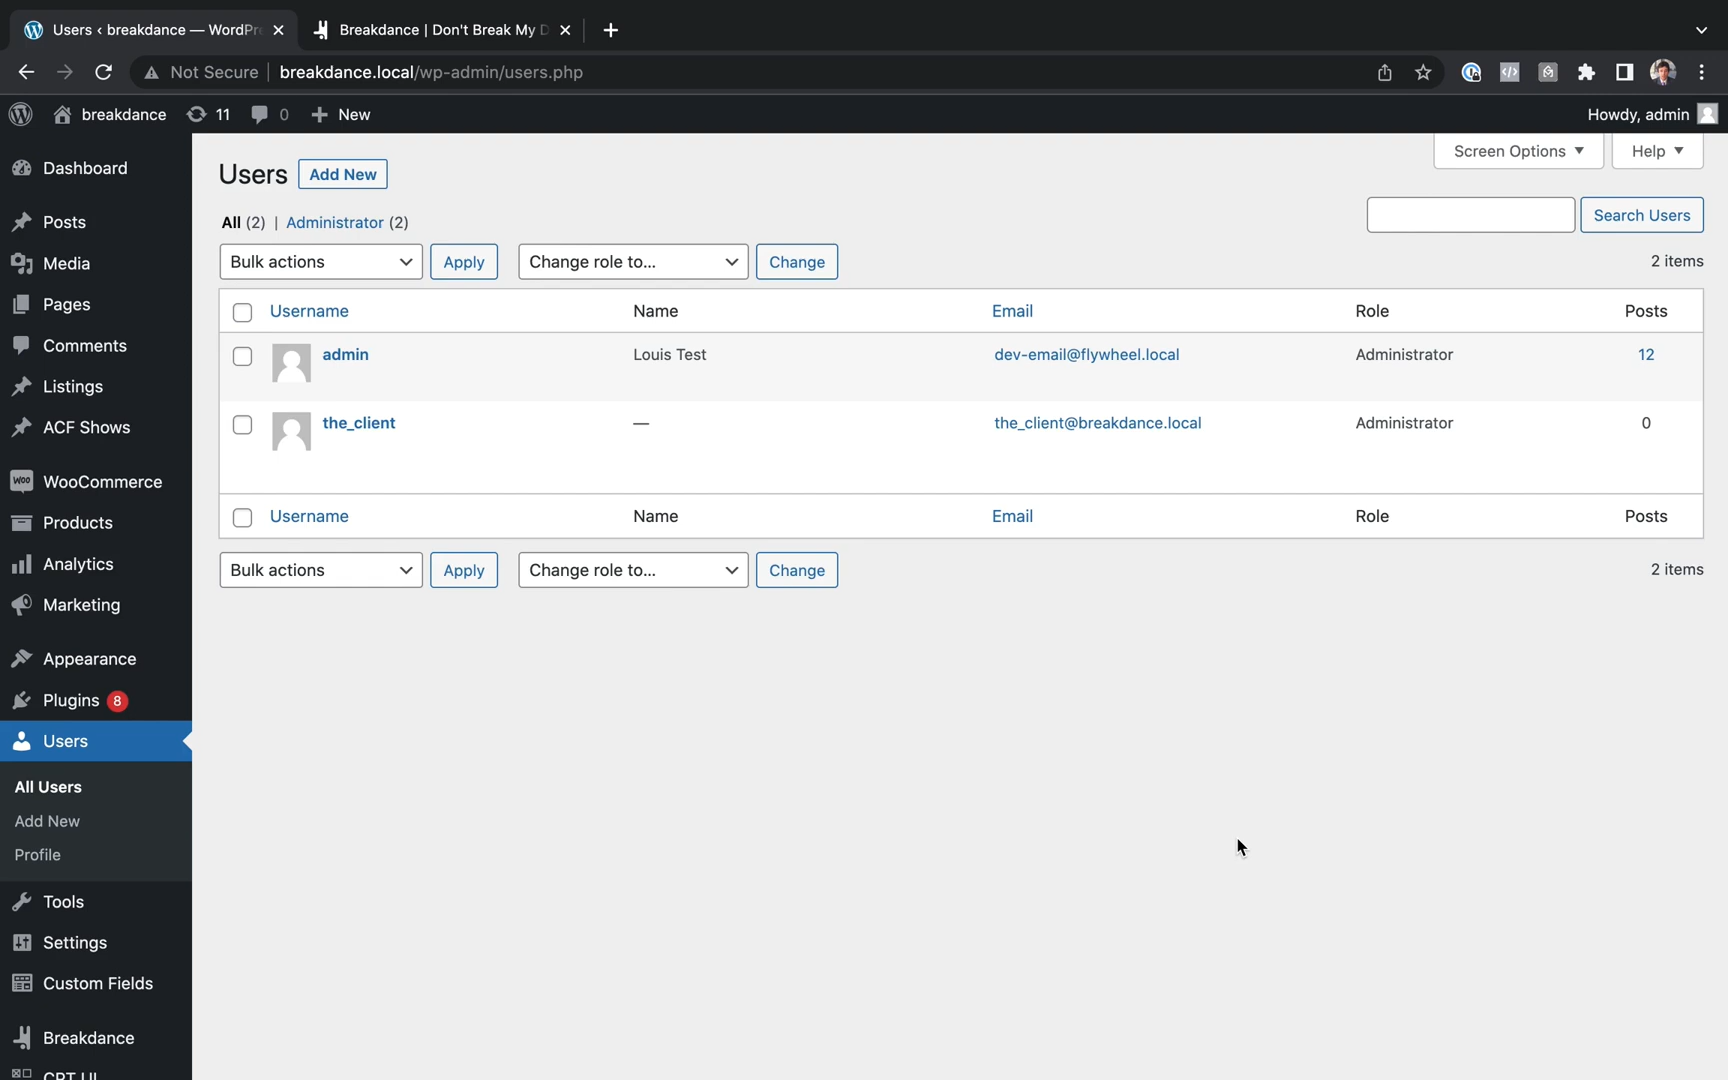 Users ‹ breakdance — WordPr
Breakdance | Don't Break My D
Not Secure
breakdance.local/wp-admin/users.php
breakdance
11
0
New
Howdy, admin
Dashboard
Posts
Media
Pages
Comments
Listings
ACF Shows
Woo
WooCommerce
Products
Analytics
Marketing
Appearance
Plugins 8
Users
All Users
Add New
Profile
Tools
Settings
Custom Fields
Breakdance
CPT UI
Screen Options
Help
Users
Add New
All (2) | Administrator (2)
Search Users
Bulk actions
Apply
Change role to...
Change
2 items
Username Name Email Role Posts
admin Louis Test dev-email@flywheel.local Administrator 12
the_client — the_client@breakdance.local Administrator 0
Username Name Email Role Posts
Bulk actions
Apply
Change role to...
Change
2 items